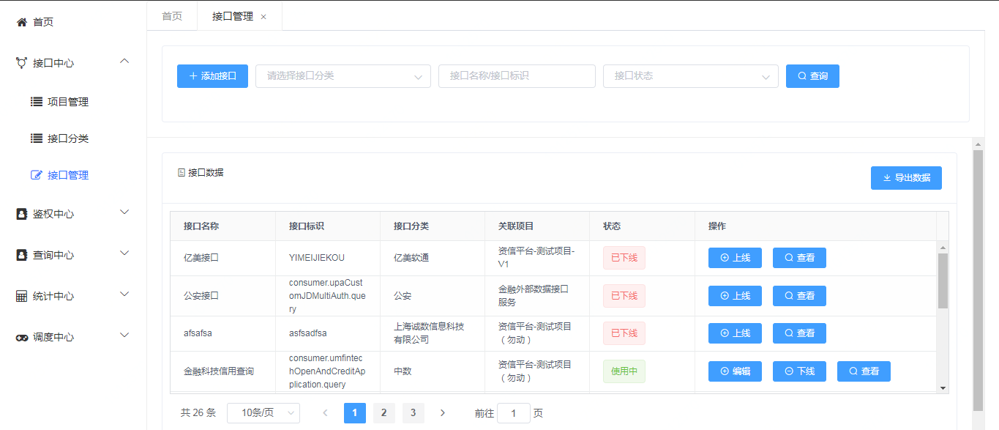 首页
接口中心
项目管理
接口分类
接口管理
鉴权中心
查询中心
统计中心
调度中心
首页 接口管理 ×
添加接口 请选择接口分类 接口名称/接口标识 接口状态 查询
接口数据
导出数据
接口名称 接口标识 接口分类 关联项目 状态 操作
亿美接口 YIMEIJIEKOU 亿美软通 资信平台-测试项目-
V1 已下线 上线 查看
公安接口 consumer.upaCust
omJDMultiAuth.que
ry 公安 金融外部数据接口
服务 已下线 上线 查看
afsafsa asfsadfsa 上海诚数信息科技
有限公司 资信平台-测试项目
（勿动） 已下线 上线 查看
金融科技信用查询 consumer.umfintec
hOpenAndCreditAp
plication.query 中数 资信平台-测试项目
（勿动） 使用中 编辑 下线 查看
共 26 条 10条/页 1 2 3 前往 1 页